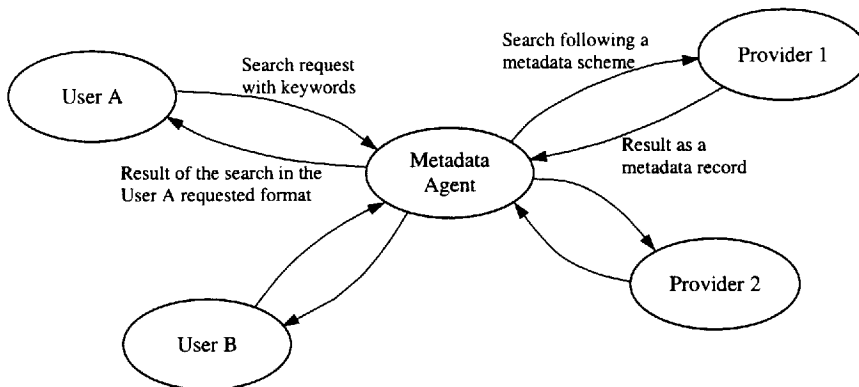 Search following a
metadata scheme
Provider 1
Search request
with keywords
User A
Result as a
metadata record
Metadata
Agent
Result of the search in the
User A requested format
Provider 2
User B